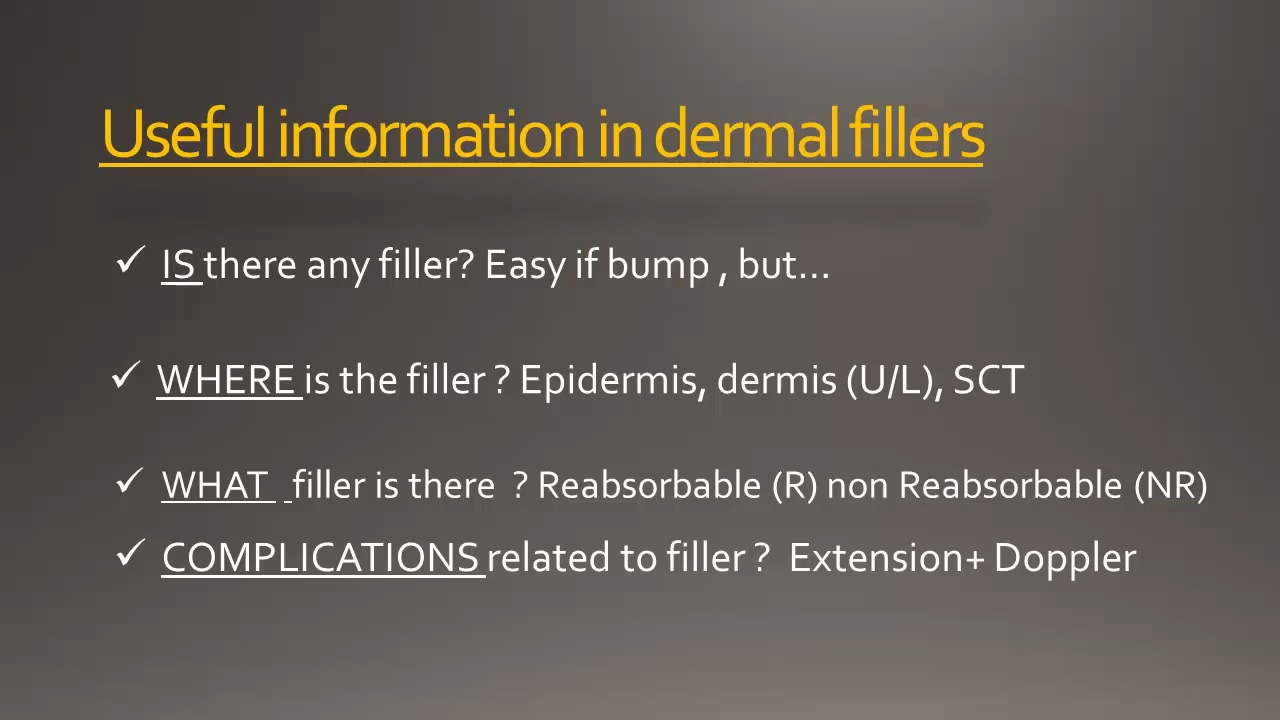 Useful information in dermal fillers
✓ IS there any filler? Easy if bump , but...
✓ WHERE is the filler ? Epidermis, dermis (U/L), SCT
✓ WHAT filler is there ? Reabsorbable (R) non Reabsorbable (NR)
✓ COMPLICATIONS related to filler ? Extension+ Doppler